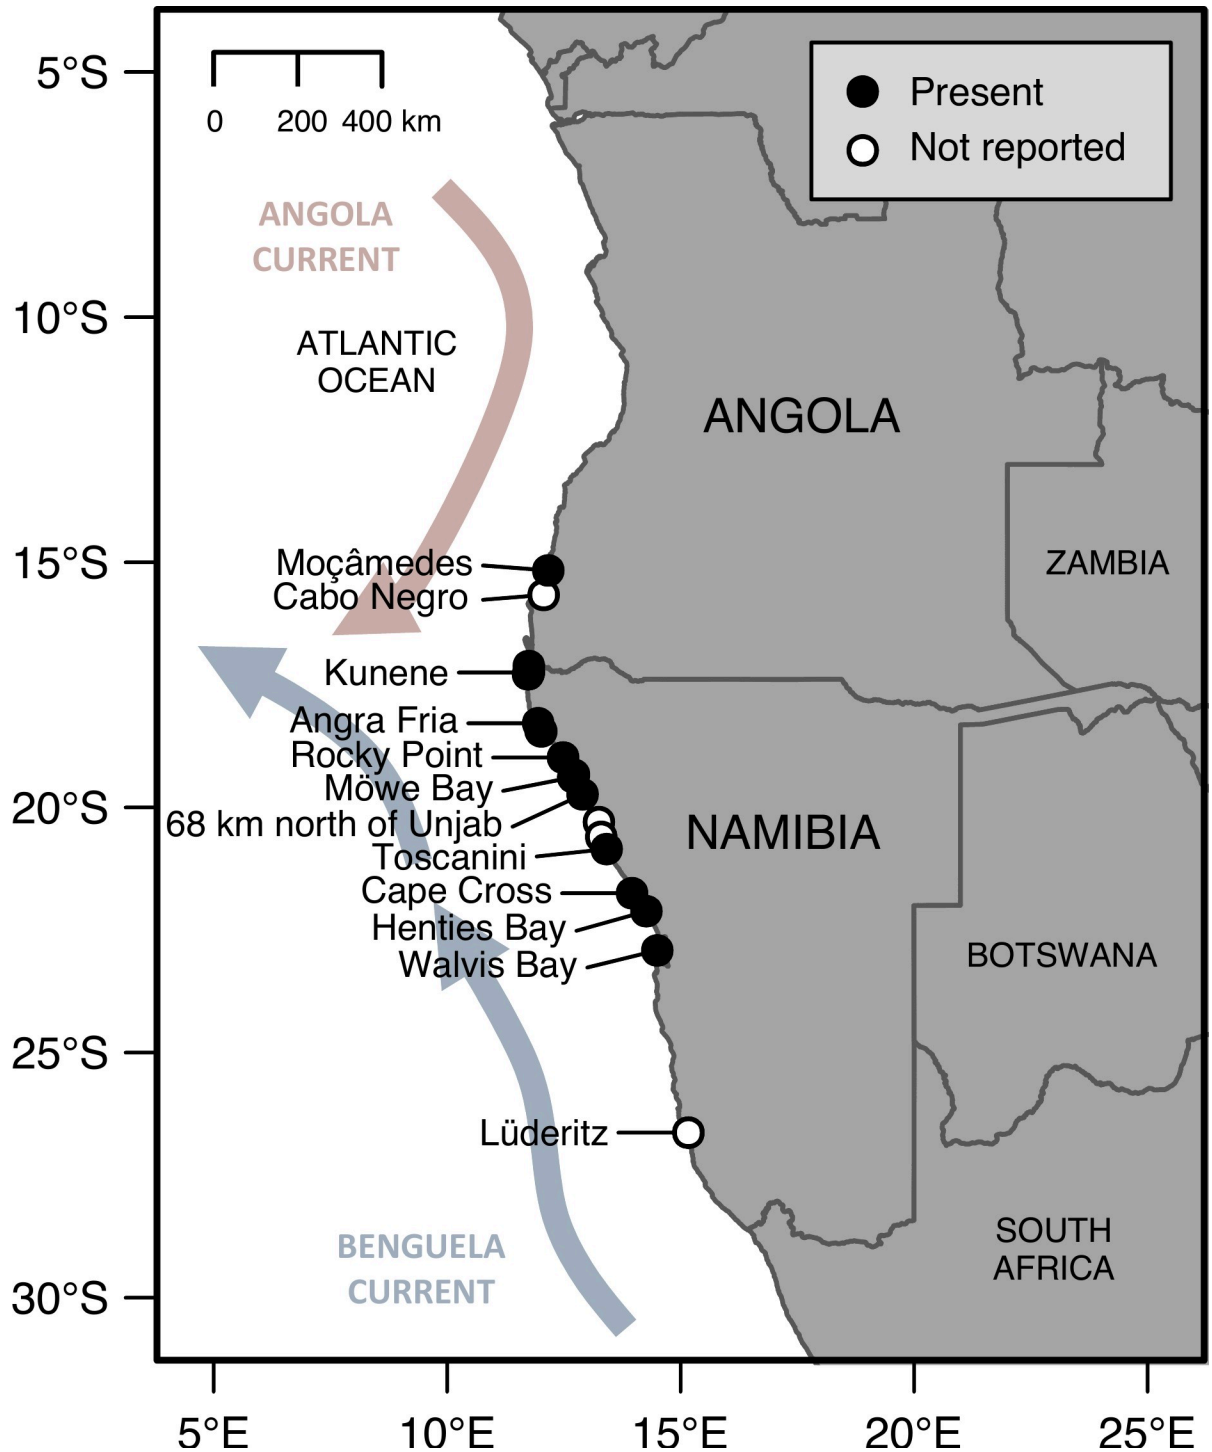 5°S
10°S
15°S
20°S
25°S
30°S
0 200 400 km
Present
Not reported
ANGOLA
CURRENT
ATLANTIC
OCEAN
ANGOLA
ZAMBIA
Moçâmedes
Cabo Negro
Kunene
Angra Fria
Rocky Point
Möwe Bay
68 km north of Unjab
Toscanini
Cape Cross
Henties Bay
Walvis Bay
NAMIBIA
BOTSWANA
Lüderitz
BENGUELA
CURRENT
SOUTH
AFRICA
5°E 10°E 15°E 20°E 25°E